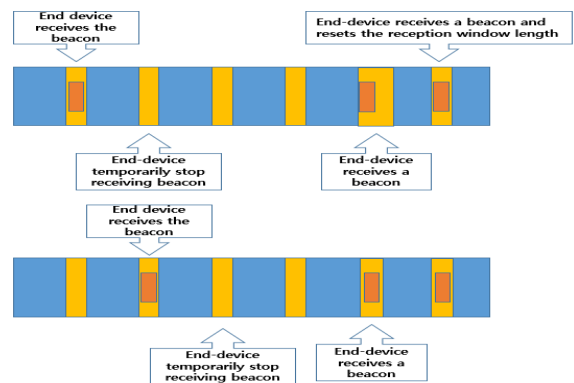 End device
receives the
beacon
End-device receives a beacon and
resets the reception window length
End-device
temporarily stop
receiving beacon
End-device
receives a
beacon
End device
receives the
beacon
End-device
temporarily stop
receiving beacon
End-device
receives a
beacon